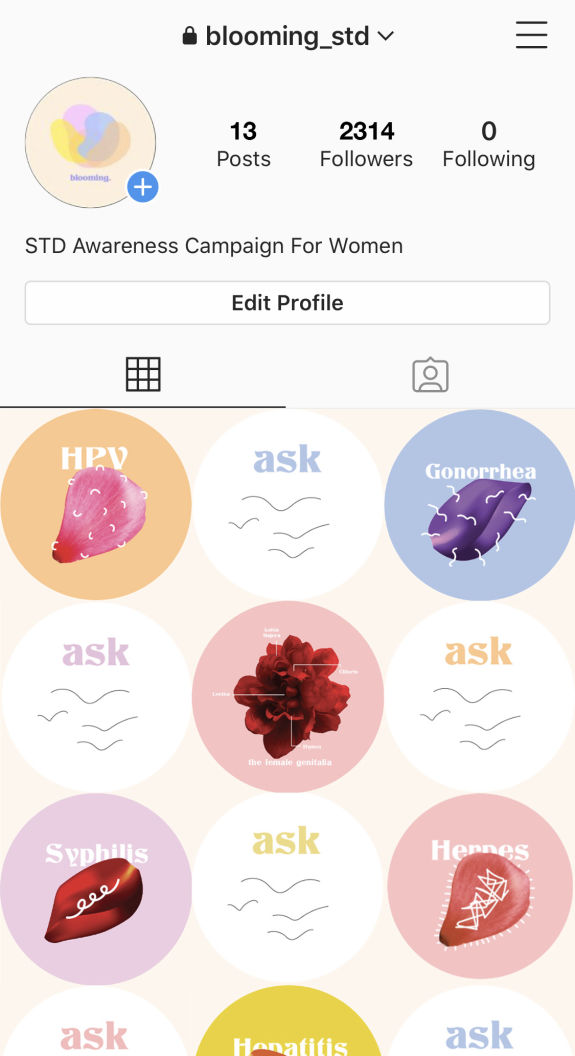 blooming_std
13 2314 0
Posts Followers Following
blooming.
STD Awareness Campaign For Women
Edit Profile
HPV
ask
Gonorrhea
ask
Labia
Majora
Clitoris
Urethra
Hymen
the female genitalia
ask
Syphilis
ask
Herpes
ask
Hepatitis
ask